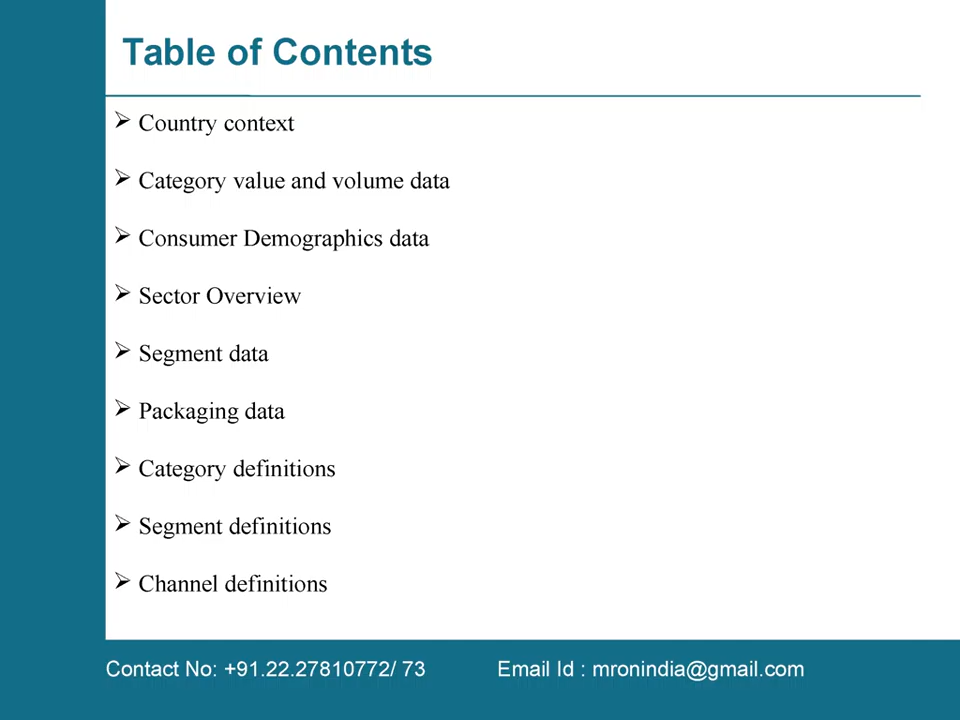 Table of Contents
➢ Country context
➢ Category value and volume data
➢ Consumer Demographics data
➢ Sector Overview
➢ Segment data
➢ Packaging data
➢ Category definitions
➢ Segment definitions
➢ Channel definitions
Contact No: +91.22.27810772/ 73 Email Id : mronindia@gmail.com